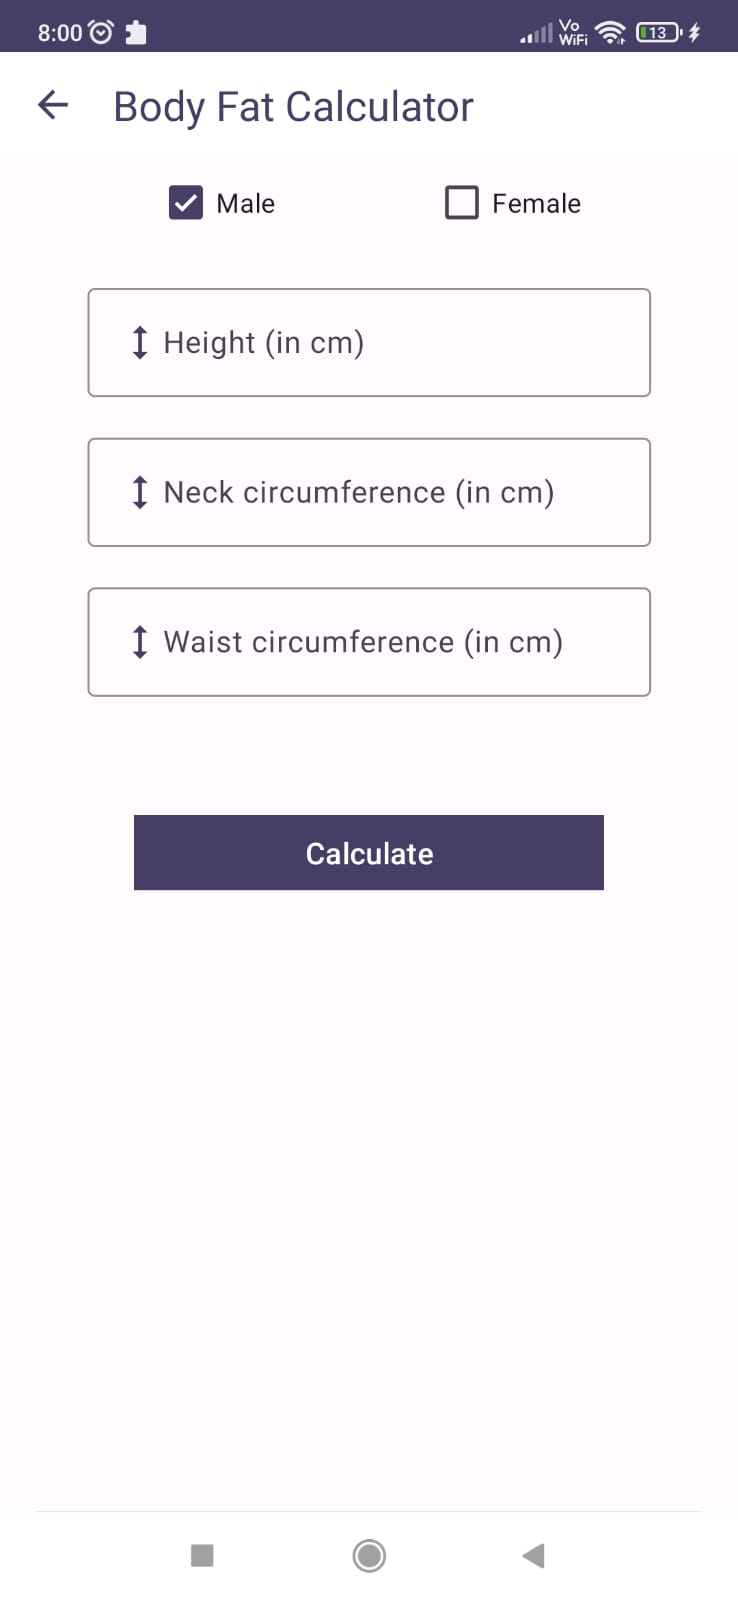 8:00 Vo WiFi 13
Body Fat Calculator
Male Female
Height (in cm)
Neck circumference (in cm)
Waist circumference (in cm)
Calculate